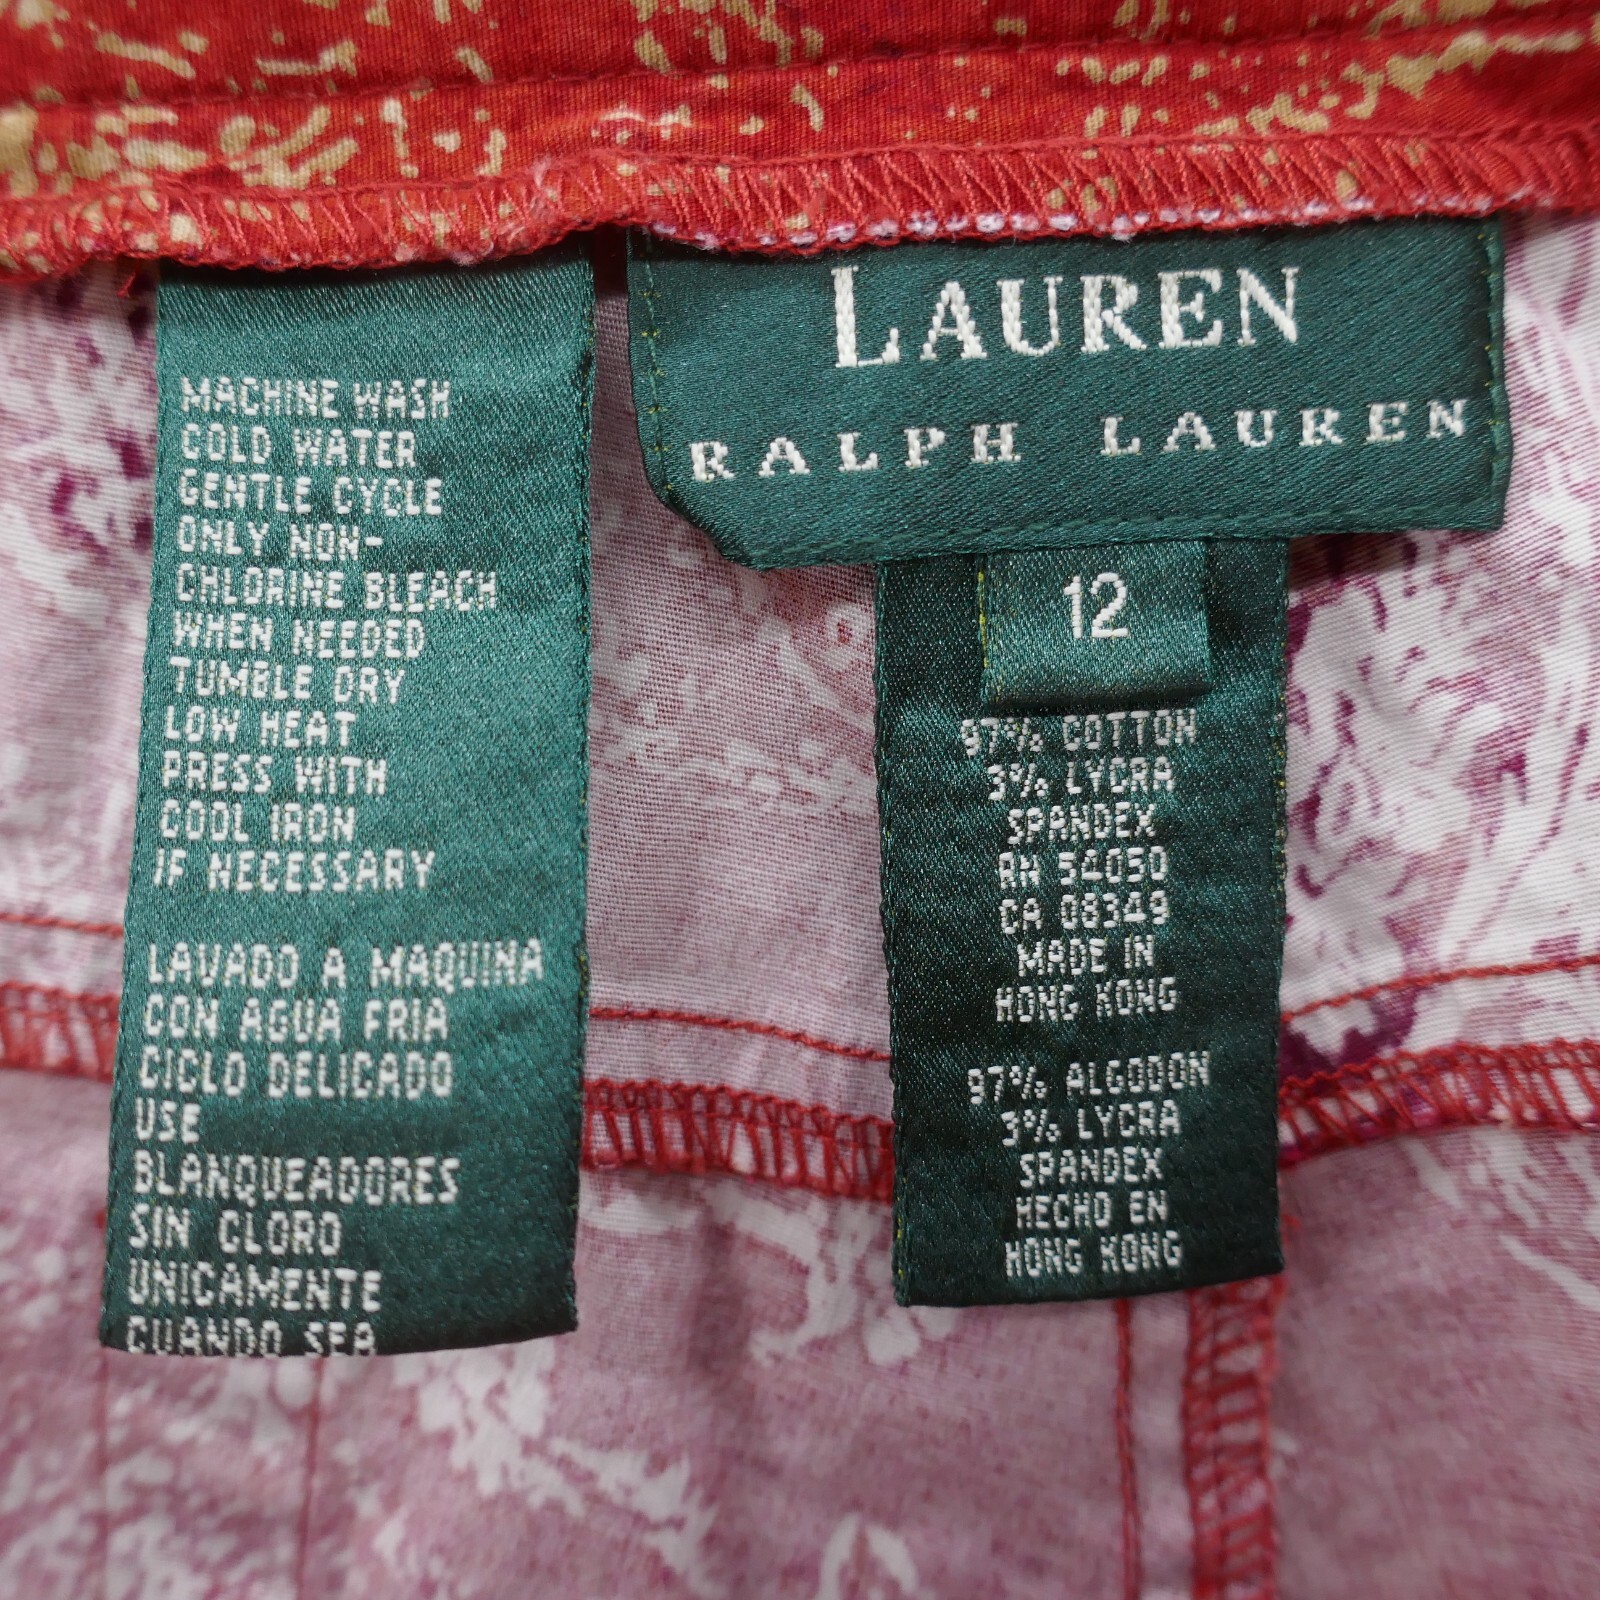 MACHINE WASH
COLD WATER
GENTLE CYCLE
ONLY NON-
CHLORINE BLEACH
WHEN NEEDED
TUMBLE DRY
LOW HEAT
PRESS WITH
COOL IRON
IF NECESSARY
LAVADO A MAQUINA
CON AGUA FRIA
CICLO DELICADO
USE
BLANQUEADORES
SIN CLORO
UNICAMENTE
CUANDO SEA
LAUREN
RALPH LAUREN
12
97% COTTON
3% LYCRA
SPANDEX
RN 54050
CA 08349
MADE IN
HONG KONG
97% ALGODON
3% LYCRA
SPANDEX
HECHO EN
HONG KONG